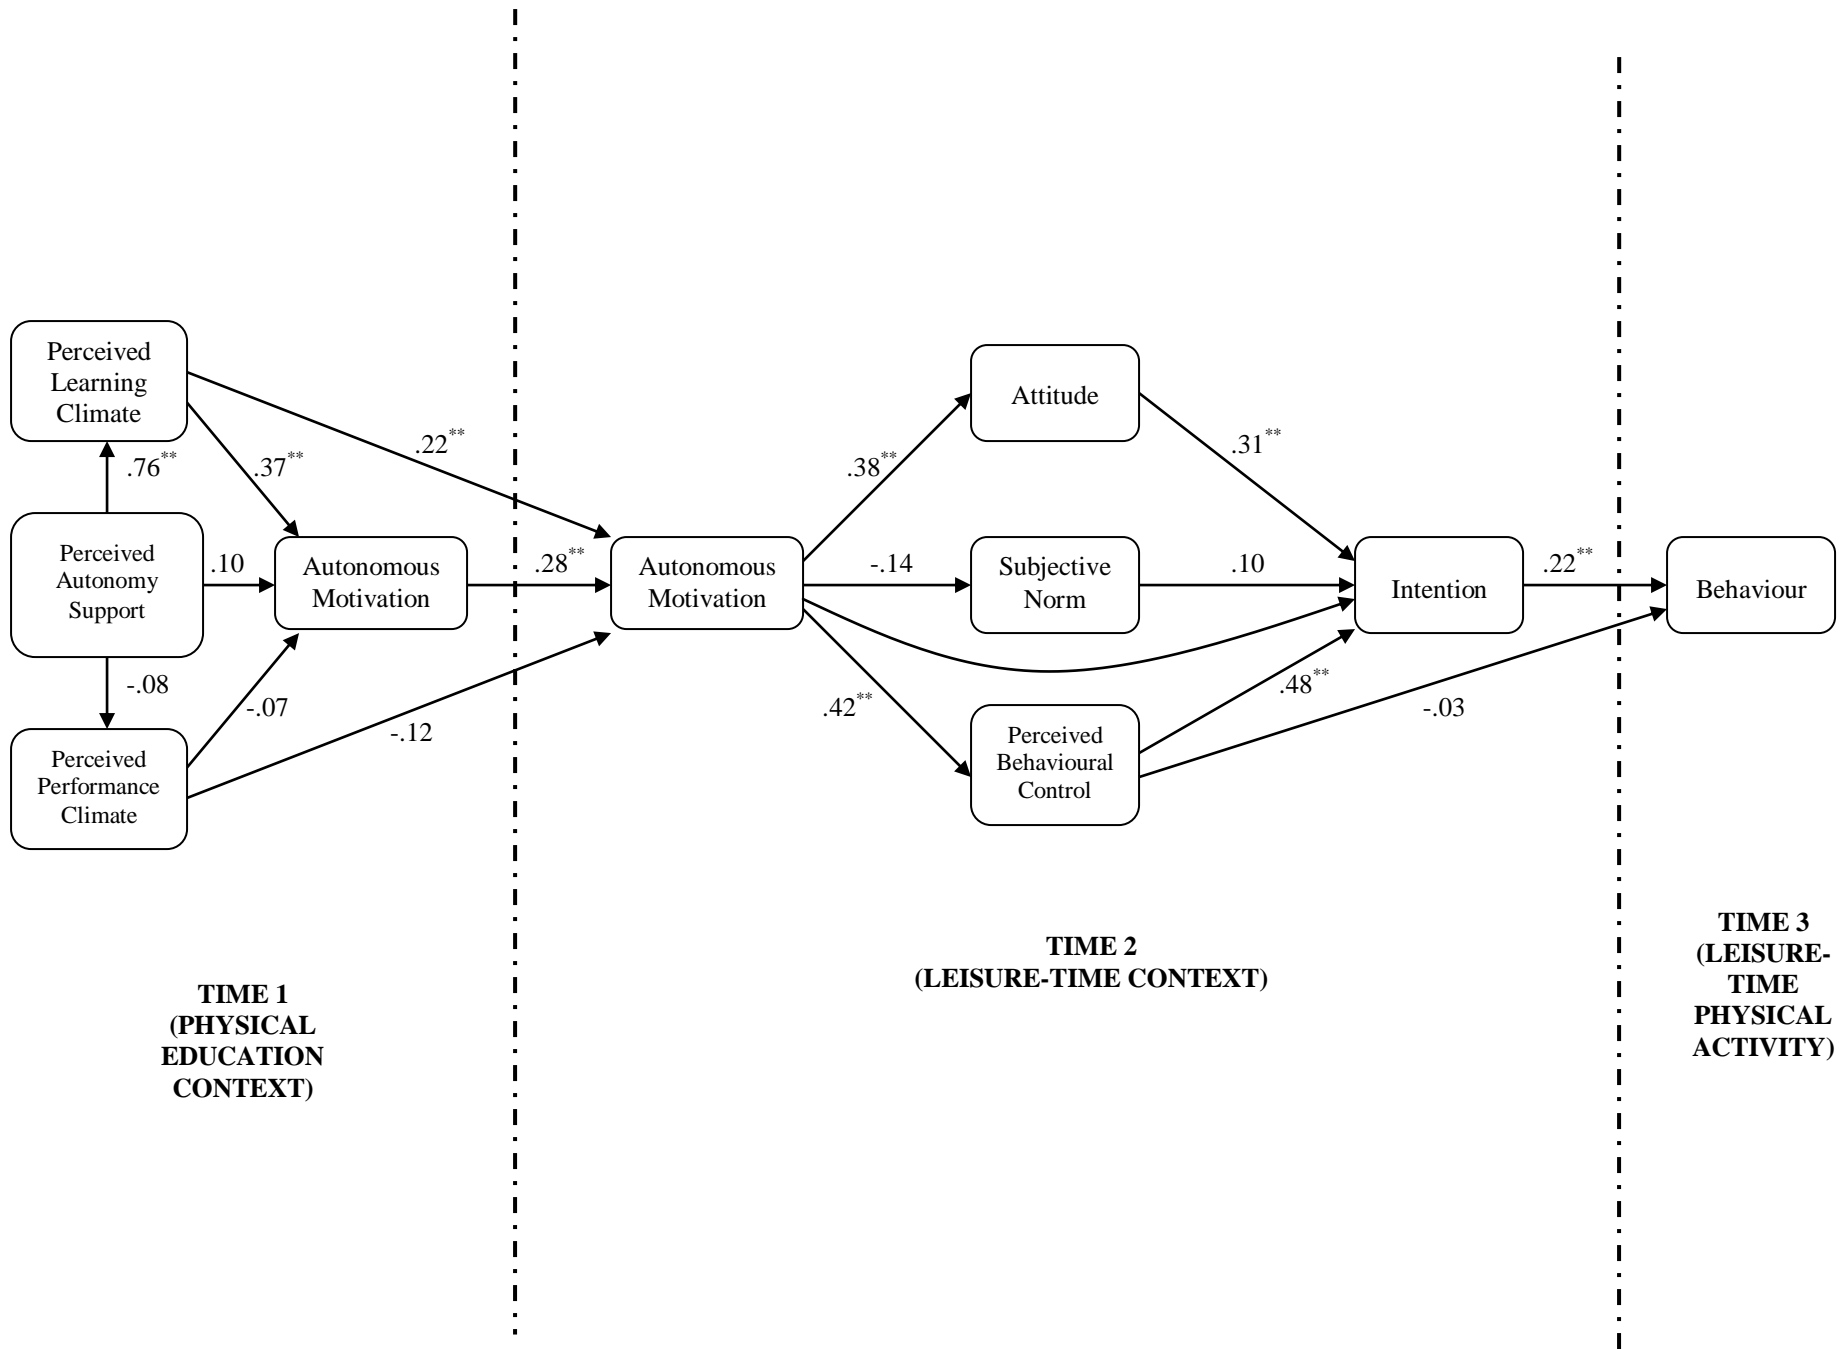 Perceived
Learning
Climate
.76**
.37**
.22**
Perceived
Autonomy
Support
.10
Autonomous
Motivation
.28**
-.08
-.07
-.12
Perceived
Performance
Climate
Autonomous
Motivation
.38**
-.14
.42**
Attitude
.31**
Subjective
Norm
.10
Perceived
Behavioural
Control
.48**
-.03
Intention
.22**
Behaviour
TIME 1
(PHYSICAL
EDUCATION
CONTEXT)
TIME 2
(LEISURE-TIME CONTEXT)
TIME 3
(LEISURE-
TIME
PHYSICAL
ACTIVITY)